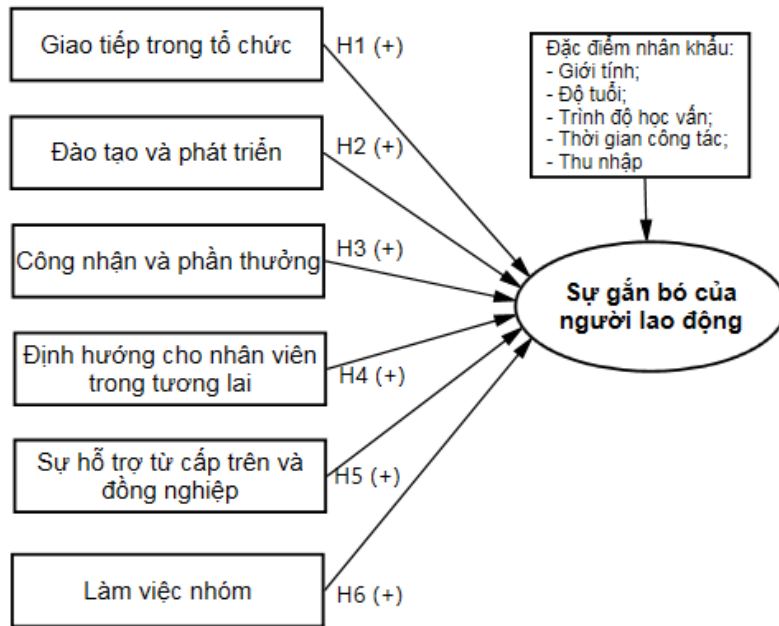 Giao tiếp trong tổ chức
H1 (+)
Đào tạo và phát triển
H2 (+)
Công nhận và phần thưởng
H3 (+)
Định hướng cho nhân viên
trong tương lai
H4 (+)
Sự hỗ trợ từ cấp trên và
đồng nghiệp
H5 (+)
Làm việc nhóm
H6 (+)
Đặc điểm nhân khẩu:
- Giới tính;
- Độ tuổi;
- Trình độ học vấn;
- Thời gian công tác;
- Thu nhập
Sự gắn bó của
người lao động